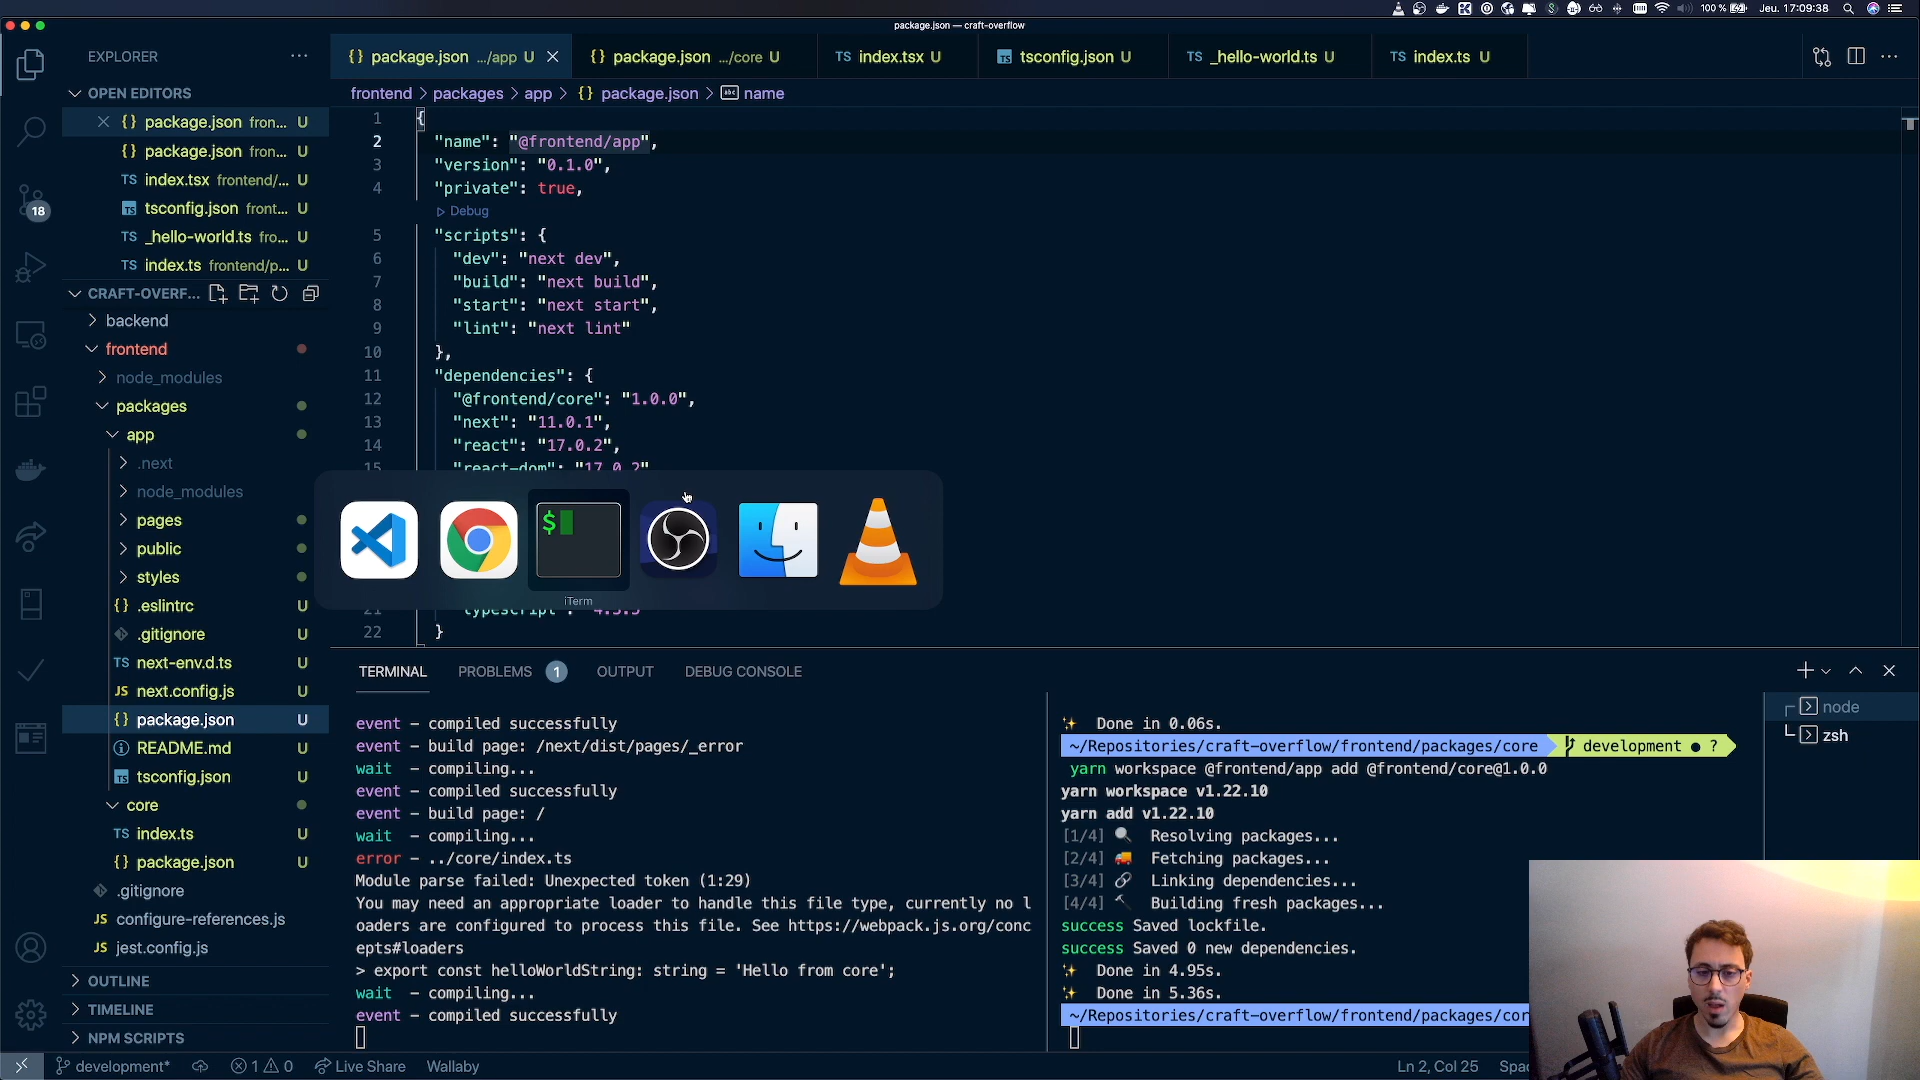 100 %
Jeu. 17:09:38
package.json — craft-overflow
EXPLORER
OPEN EDITORS
package.json fron... U
package.json fron... U
TS index.tsx frontend/... U
TS tsconfig.json front... U
TS _hello-world.ts fro... U
TS index.ts frontend/p... U
CRAFT-OVERF...
backend
frontend
node_modules
packages
app
.next
node_modules
pages
public
styles
{} .eslintrc U
.gitignore U
TS next-env.d.ts U
JS next.config.js U
{} package.json U
README.md U
TS tsconfig.json U
core
TS index.ts U
{} package.json U
.gitignore
JS configure-references.js
JS jest.config.js
OUTLINE
TIMELINE
NPM SCRIPTS
18
{} package.json .../app U
{} package.json .../core U
TS index.tsx U
TS tsconfig.json U
TS _hello-world.ts U
TS index.ts U
frontend > packages > app > {} package.json > abc name
1 {
2 "name": "@frontend/app",
3 "version": "0.1.0",
4 "private": true,
Debug
5 "scripts": {
6 "dev": "next dev",
7 "build": "next build",
8 "start": "next start",
9 "lint": "next lint"
10 },
11 "dependencies": {
12 "@frontend/core": "1.0.0",
13 "next": "11.0.1",
14 "react": "17.0.2",
15 "react-dom": "17.0.2"
$
iTerm
21 "typescript": "4.3.5"
22 }
TERMINAL
PROBLEMS 1
OUTPUT
DEBUG CONSOLE
event - compiled successfully
event - build page: /next/dist/pages/_error
wait - compiling...
event - compiled successfully
event - build page: /
wait - compiling...
error - ../core/index.ts
Module parse failed: Unexpected token (1:29)
You may need an appropriate loader to handle this file type, currently no l
oaders are configured to process this file. See https://webpack.js.org/conc
epts#loaders
> export const helloWorldString: string = 'Hello from core';
wait - compiling...
event - compiled successfully
Done in 0.06s.
~/Repositories/craft-overflow/frontend/packages/core development ● ?
yarn workspace @frontend/app add @frontend/core@1.0.0
yarn workspace v1.22.10
yarn add v1.22.10
[1/4] Resolving packages...
[2/4] Fetching packages...
[3/4] Linking dependencies...
[4/4] Building fresh packages...
success Saved lockfile.
success Saved 0 new dependencies.
Done in 4.95s.
Done in 5.36s.
~/Repositories/craft-overflow/frontend/packages/cor
node
zsh
development*
1 0
Live Share
Wallaby
Ln 2, Col 25
Spac